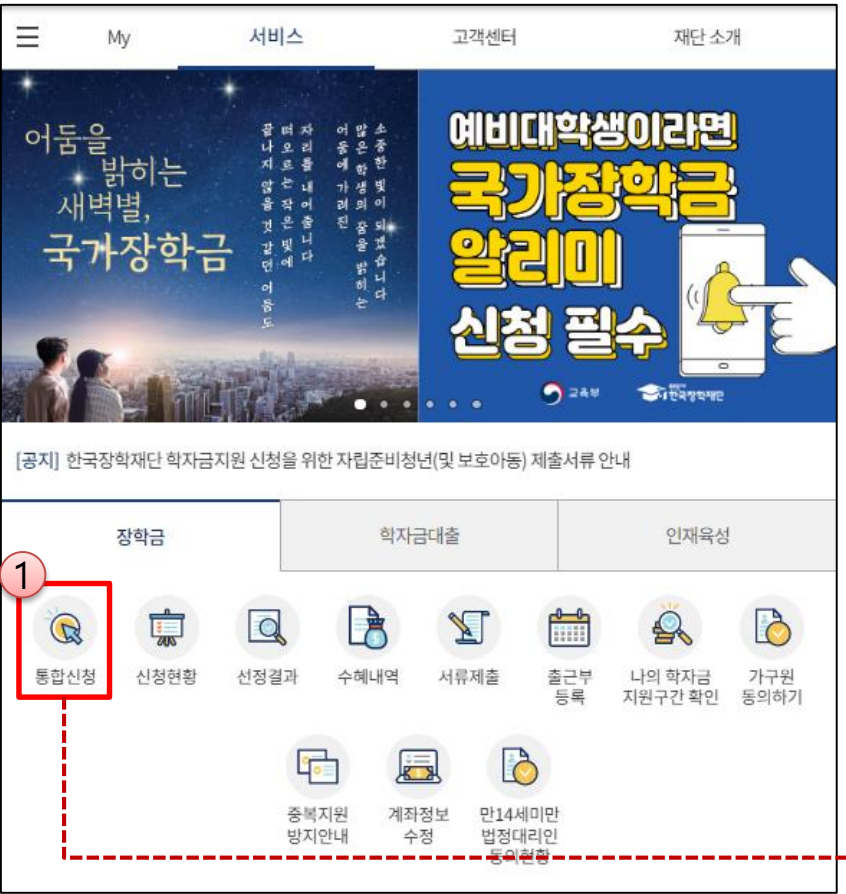 My
서비스
고객센터
재단 소개
어둠을
밝히는
새벽별,
국가장학금
소중한 빛이 되겠습니다
많은 학생의 꿈을 밝히는
어둠에 가려진
자리를 내어줍니다
떠오르는 작은 빛에
끝나지 않을 것 같던 어둠도
예비대학생이라면
국가장학금
알리미
신청 필수
교육부
한국장학재단
[공지] 한국장학재단 학자금지원 신청을 위한 자립준비청년(및 보호아동) 제출서류 안내
장학금
학자금대출
인재육성
1
통합신청
신청현황
선정결과
수혜내역
서류제출
출근부
등록
나의 학자금
지원구간 확인
가구원
동의하기
중복지원
방지안내
계좌정보
수정
만14세미만
법정대리인
동의현황